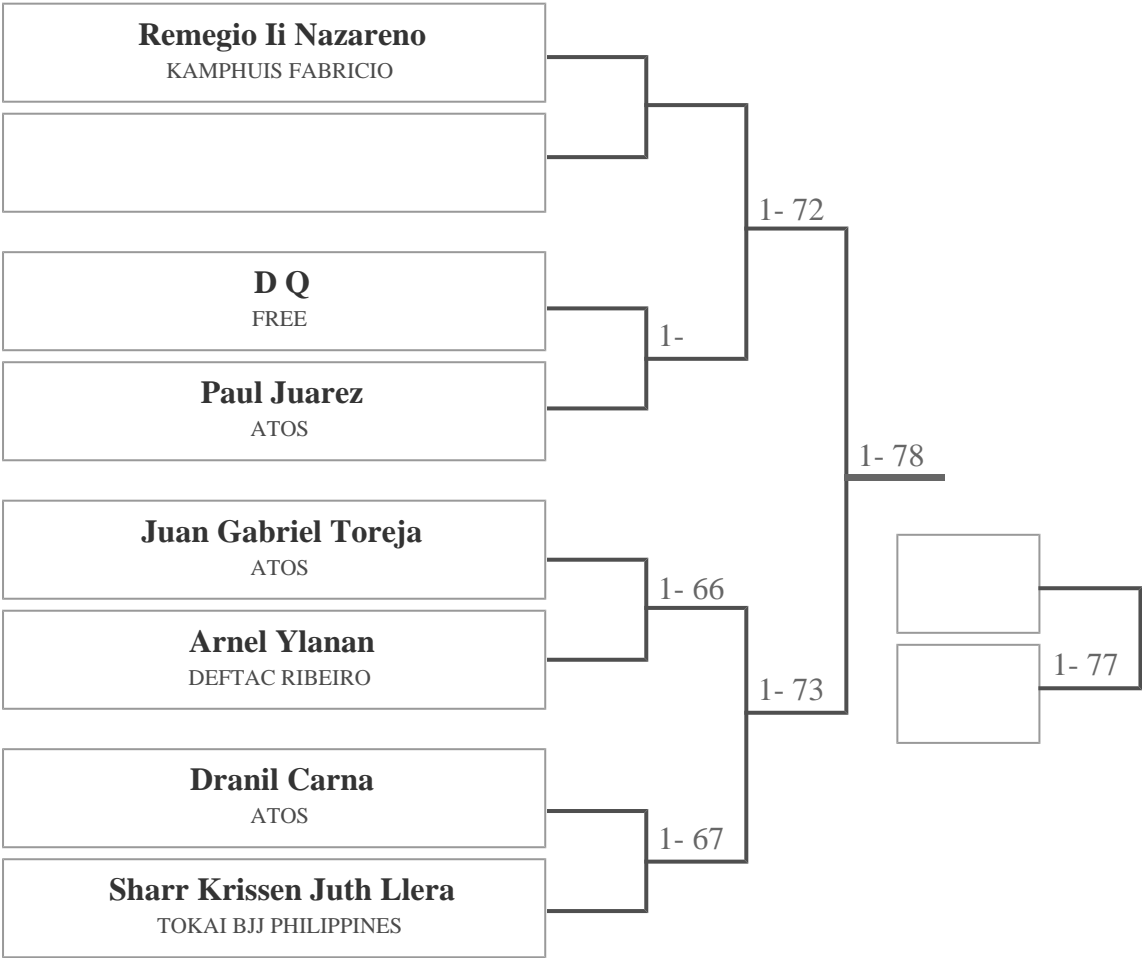 Remegio Ii Nazareno
KAMPHUIS FABRICIO
1- 72
D Q
FREE
1-
Paul Juarez
ATOS
1- 78
Juan Gabriel Toreja
ATOS
1- 66
Arnel Ylanan
DEFTAC RIBEIRO
1- 77
1- 73
Dranil Carna
ATOS
1- 67
Sharr Krissen Juth Llera
TOKAI BJJ PHILIPPINES